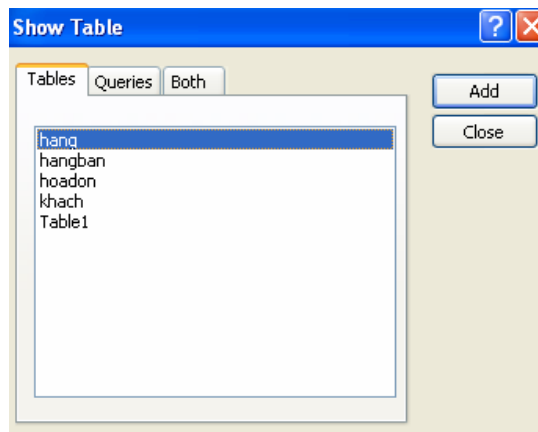 Show Table
Tables Queries Both
Add
Close
hang
hangban
hoadon
khach
Table1